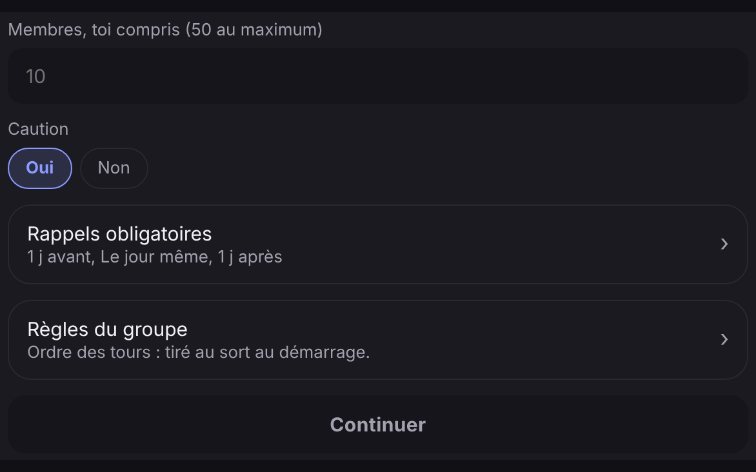 Membres, toi compris (50 au maximum)
10
Caution
Oui
Non
Rappels obligatoires
1 j avant, Le jour même, 1 j après
Règles du groupe
Ordre des tours : tiré au sort au démarrage.
Continuer